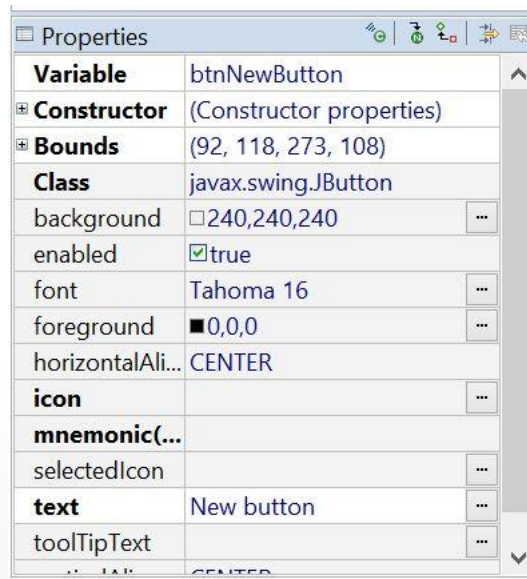 Properties
Variable btnNewButton
Constructor (Constructor properties)
Bounds (92, 118, 273, 108)
Class javax.swing.JButton
background 240,240,240 ...
enabled true
font Tahoma 16 ...
foreground 0,0,0 ...
horizontalAli... CENTER
icon ...
mnemonic(...
selectedIcon ...
text New button ...
toolTipText ...
CENTER